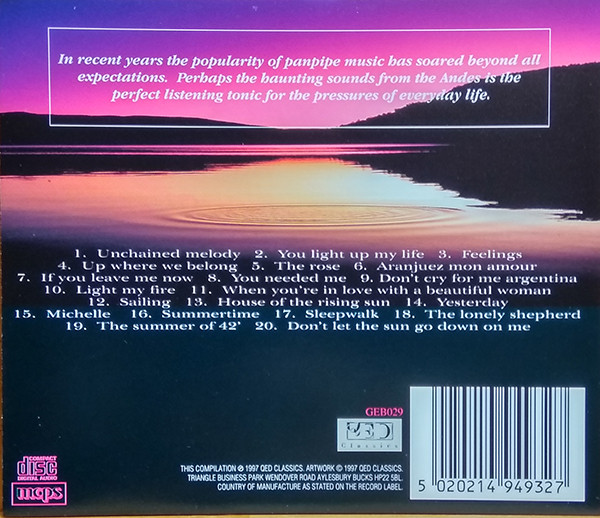 In recent years the popularity of panpipe music has soared beyond all
expectations. Perhaps the haunting sounds from the Andes is the
perfect listening tonic for the pressures of everyday life.
1. Unchained melody 2. You light up my life 3. Feelings
4. Up where we belong 5. The rose 6. Aranjuez mon amour
7. If you leave me now 8. You needed me 9. Don't cry for me argentina
10. Light my fire 11. When you're in love with a beautiful woman
12. Sailing 13. House of the rising sun 14. Yesterday
15. Michelle 16. Summertime 17. Sleepwalk 18. The lonely shepherd
19. The summer of 42' 20. Don't let the sun go down on me
GEB029
QED
Classics
COMPACT
disc
DIGITAL AUDIO
mcps
THIS COMPILATION ℗ 1997 QED CLASSICS. ARTWORK © 1997 QED CLASSICS.
TRIANGLE BUSINESS PARK WENDOVER ROAD AYLESBURY BUCKS HP22 5BL.
COUNTRY OF MANUFACTURE AS STATED ON THE RECORD LABEL.
5 020214 949327